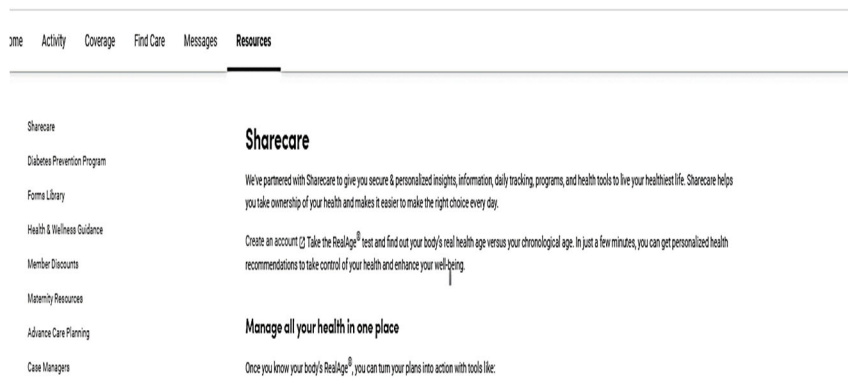 ome Activity Coverage Find Care Messages Resources
Sharecare
Diabetes Prevention Program
Forms Library
Health & Wellness Guidance
Member Discounts
Maternity Resources
Advance Care Planning
Case Managers
Sharecare
We've partnered with Sharecare to give you secure & personalized insights, information, daily tracking, programs, and health tools to live your healthiest life. Sharecare helps
you take ownership of your health and makes it easier to make the right choice every day.
Create an account Take the RealAge® test and find out your body's real health age versus your chronological age. In just a few minutes, you can get personalized health
recommendations to take control of your health and enhance your well-being.
Manage all your health in one place
Once you know your body's RealAge®, you can turn your plans into action with tools like: